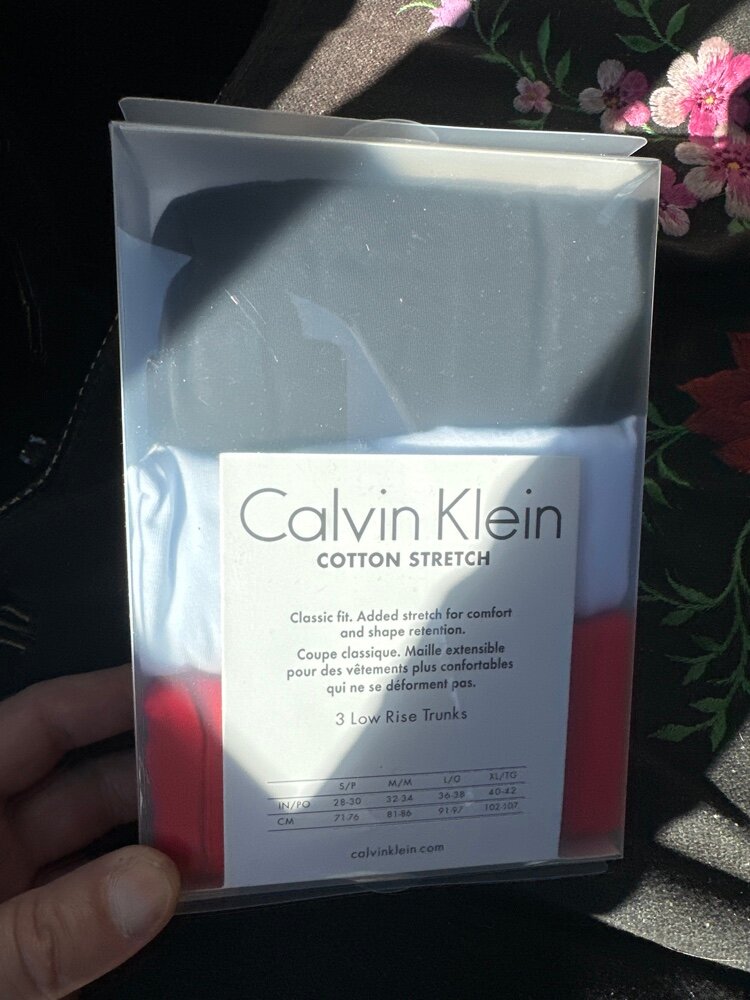 Calvin Klein
COTTON STRETCH
Classic fit. Added stretch for comfort
and shape retention.
Coupe classique. Maille extensible
pour des vêtements plus confortables
qui ne se déforment pas.
3 Low Rise Trunks
S/P M/M L/G XL/TG
IN/PO 28-30 32-34 36-38 40-42
CM 71-76 81-86 91-97 102-107
calvinklein.com